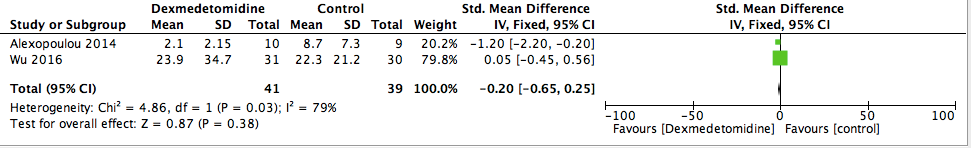 Dexmedetomidine Control Std. Mean Difference Std. Mean Difference
Study or Subgroup Mean SD Total Mean SD Total Weight IV, Fixed, 95% CI IV, Fixed, 95% CI
Alexopoulou 2014 2.1 2.15 10 8.7 7.3 9 20.2% −1.20 [−2.20, −0.20]
Wu 2016 23.9 34.7 31 22.3 21.2 30 79.8% 0.05 [−0.45, 0.56]
Total (95% CI) 41 39 100.0% −0.20 [−0.65, 0.25]
Heterogeneity: Chi² = 4.86, df = 1 (P = 0.03); I² = 79%
Test for overall effect: Z = 0.87 (P = 0.38)
−100 −50 0 50 100
Favours [Dexmedetomidine] Favours [control]